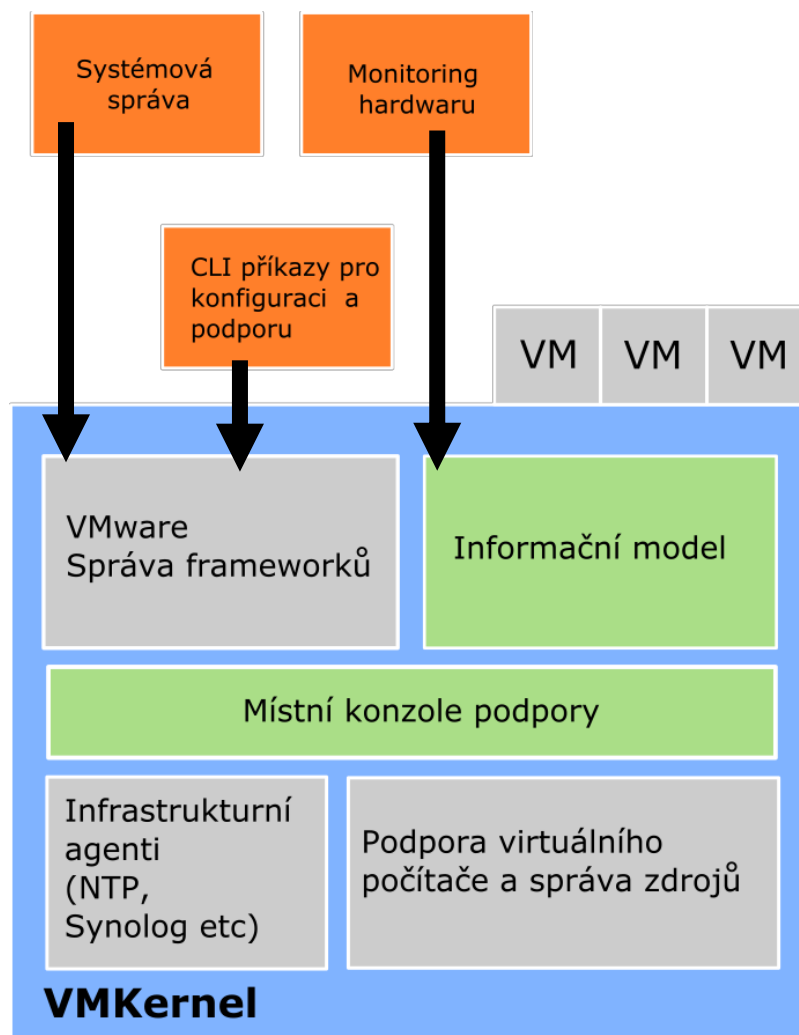 Systémová
správa
Monitoring
hardwaru
CLI příkazy pro
konfiguraci a
podporu
VM VM VM
VMware
Správa frameworků
Informační model
Místní konzole podpory
Infrastrukturní
agenti
(NTP,
Synolog etc)
Podpora virtuálního
počítače a správa zdrojů
VMKernel